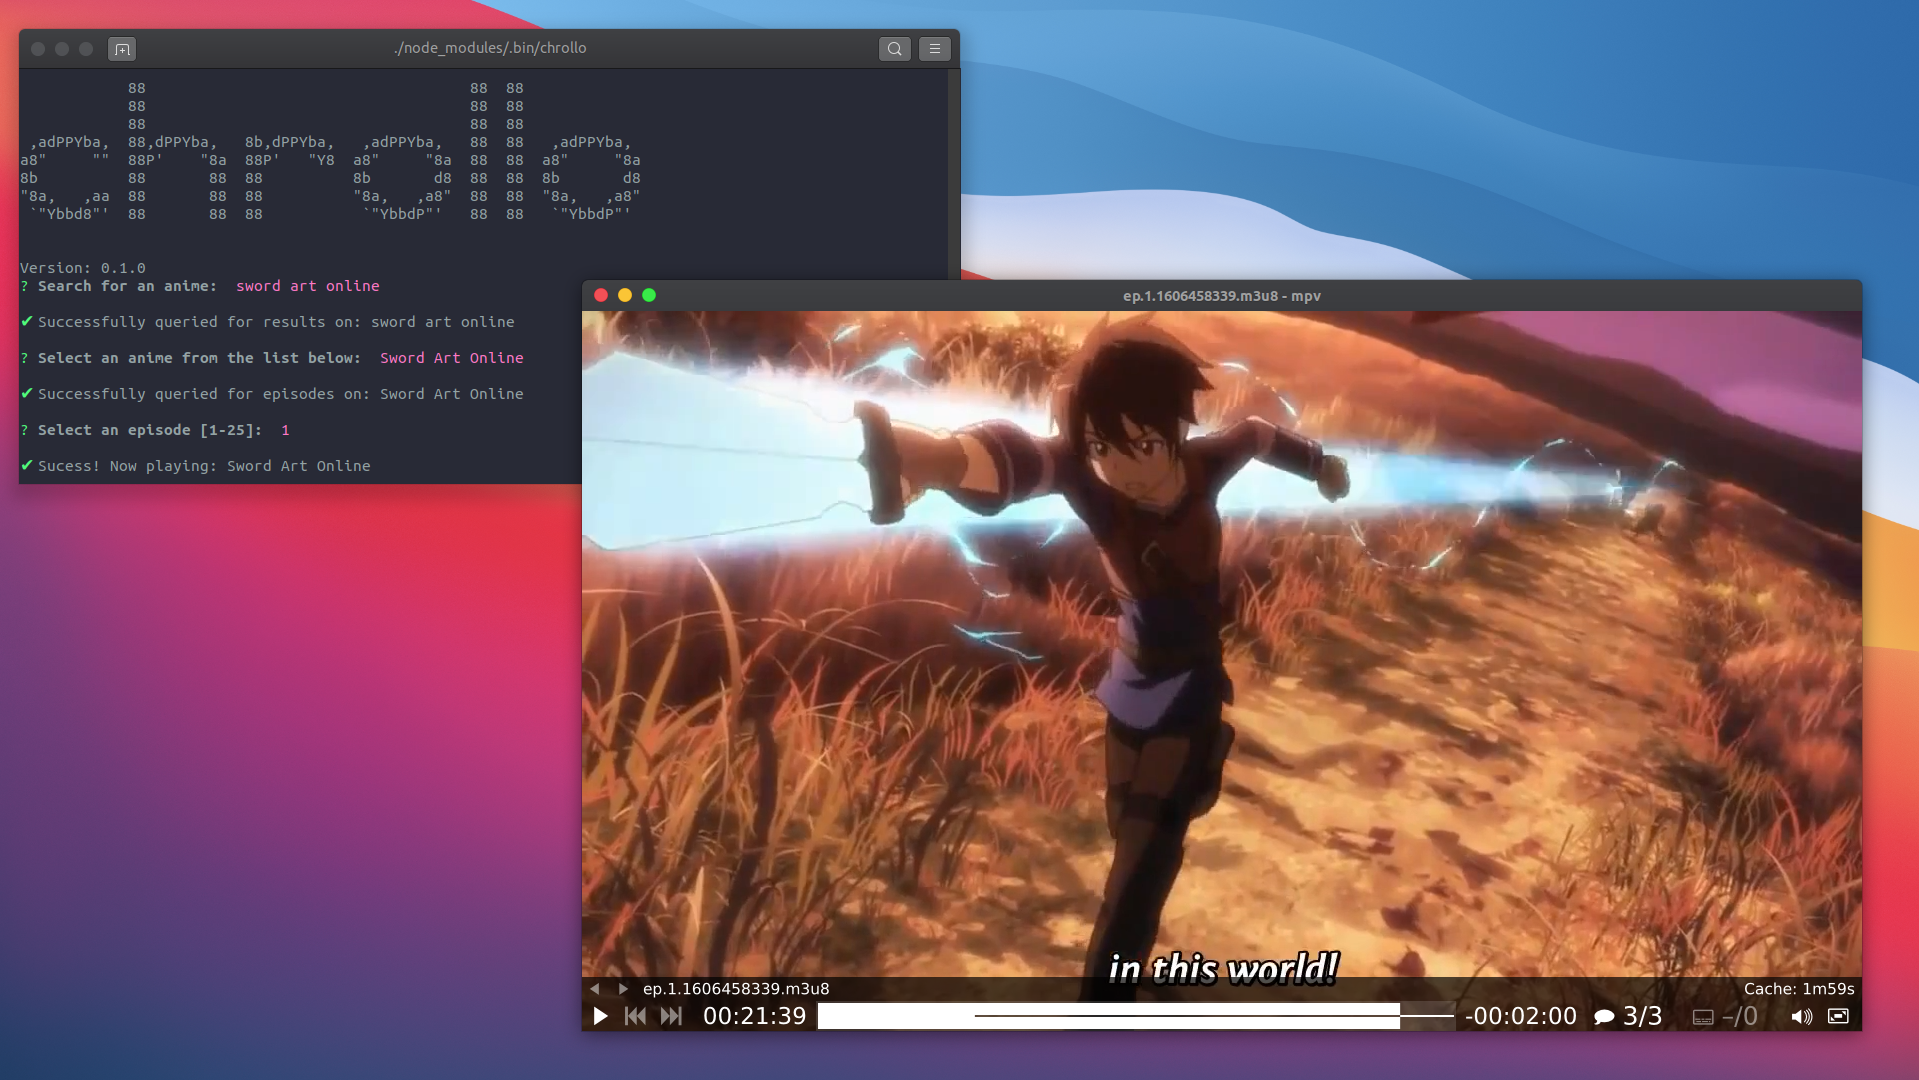 ./node_modules/.bin/chrollo
           88                                    88  88
           88                                    88  88
           88                                    88  88
 ,adPPYba, 88,dPPYba,  8b,dPPYba,  ,adPPYba,  88  88  ,adPPYba,
a8"     "" 88P'    "8a 88P'   "Y8 a8"     "8a 88  88 a8"     "8a
8b         88       88 88         8b       d8 88  88 8b       d8
"8a,   ,aa 88       88 88         "8a,   ,a8" 88  88 "8a,   ,a8"
 `"Ybbd8"' 88       88 88          `"YbbdP"'  88  88  `"YbbdP"'
Version: 0.1.0
? Search for an anime:  sword art online
✔ Successfully queried for results on: sword art online
? Select an anime from the list below:  Sword Art Online
✔ Successfully queried for episodes on: Sword Art Online
? Select an episode [1-25]:  1
✔ Sucess! Now playing: Sword Art Online
ep.1.1606458339.m3u8 - mpv
in this world!
ep.1.1606458339.m3u8
Cache: 1m59s
00:21:39
-00:02:00
3/3
-/0